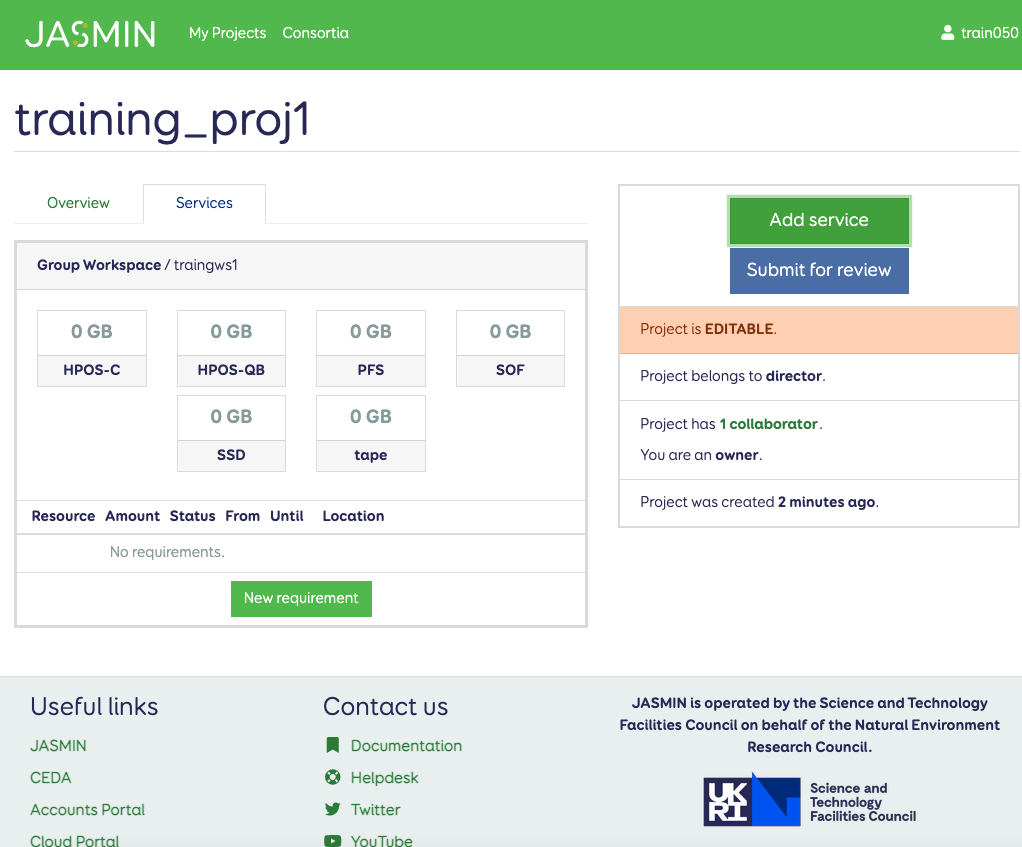 JASMIN My Projects Consortia train050
training_proj1
Overview Services
Group Workspace / traingws1
0 GB 0 GB 0 GB 0 GB
HPOS-C HPOS-QB PFS SOF
0 GB 0 GB
SSD tape
Resource Amount Status From Until Location
No requirements.
New requirement
Add service
Submit for review
Project is EDITABLE.
Project belongs to director.
Project has 1 collaborator.
You are an owner.
Project was created 2 minutes ago.
Useful links
JASMIN
CEDA
Accounts Portal
Cloud Portal
Contact us
Documentation
Helpdesk
Twitter
YouTube
JASMIN is operated by the Science and Technology
Facilities Council on behalf of the Natural Environment
Research Council.
UK
RI
Science and
Technology
Facilities Council